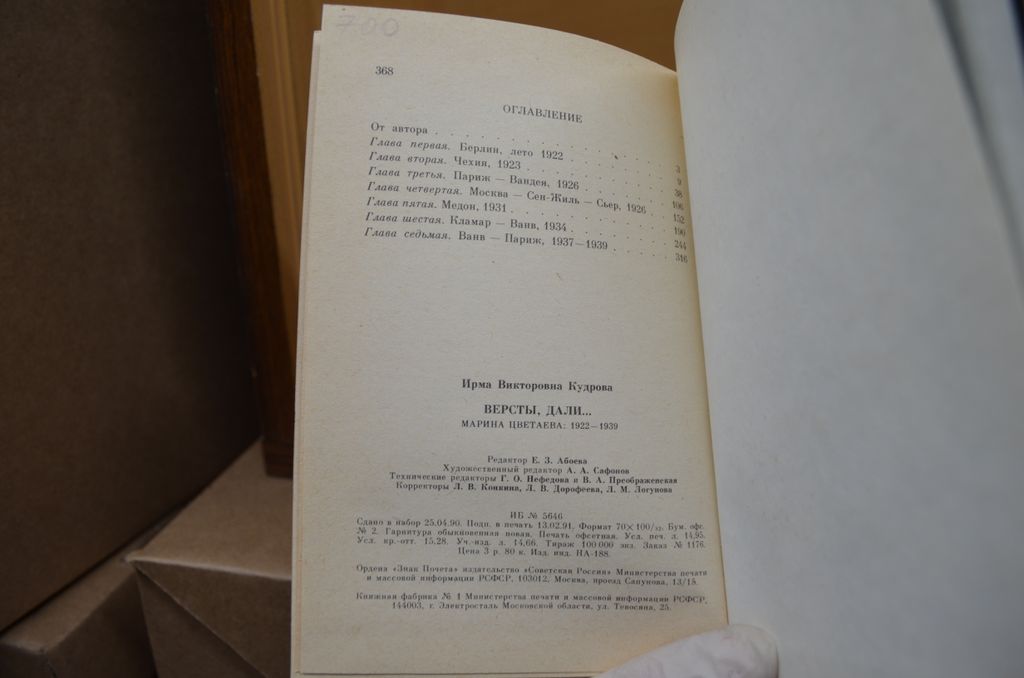 700
368
ОГЛАВЛЕНИЕ
От автора . . . . . . . . . . . . . . . 3
Глава первая. Берлин, лето 1922 . . . . . . . 9
Глава вторая. Чехия, 1923 . . . . . . . . . . 38
Глава третья. Париж — Вандея, 1926 . . . . . . . 106
Глава четвертая. Москва — Сен-Жиль — Сьер, 1926 . . 152
Глава пятая. Медон, 1931 . . . . . . . . . . 190
Глава шестая. Кламар — Ванв, 1934 . . . . . . . 244
Глава седьмая. Ванв — Париж, 1937—1939 . . . . . 316
Ирма Викторовна Кудрова
ВЕРСТЫ, ДАЛИ...
МАРИНА ЦВЕТАЕВА: 1922—1939
Редактор Е. З. Абоева
Художественный редактор А. А. Сафонов
Технические редакторы Г. О. Нефедова и В. А. Преображенская
Корректоры Л. В. Конкина, Л. В. Дорофеева, Л. М. Логунова
ИБ № 5646
Сдано в набор 25.04.90. Подп. в печать 13.02.91. Формат 70×100/32. Бум. офс.
№ 2. Гарнитура обыкновенная новая. Печать офсетная. Усл. печ. л. 14,95.
Усл. кр.-отт. 15,28. Уч.-изд. л. 14,66. Тираж 100 000 экз. Заказ № 1176.
Цена 3 р. 80 к. Изд. инд. НА-188.
Ордена «Знак Почета» издательство «Советская Россия» Министерства печати
и массовой информации РСФСР. 103012, Москва, проезд Сапунова, 13/15.
Книжная фабрика № 1 Министерства печати и массовой информации РСФСР,
144003, г. Электросталь Московской области, ул. Тевосяна, 25.